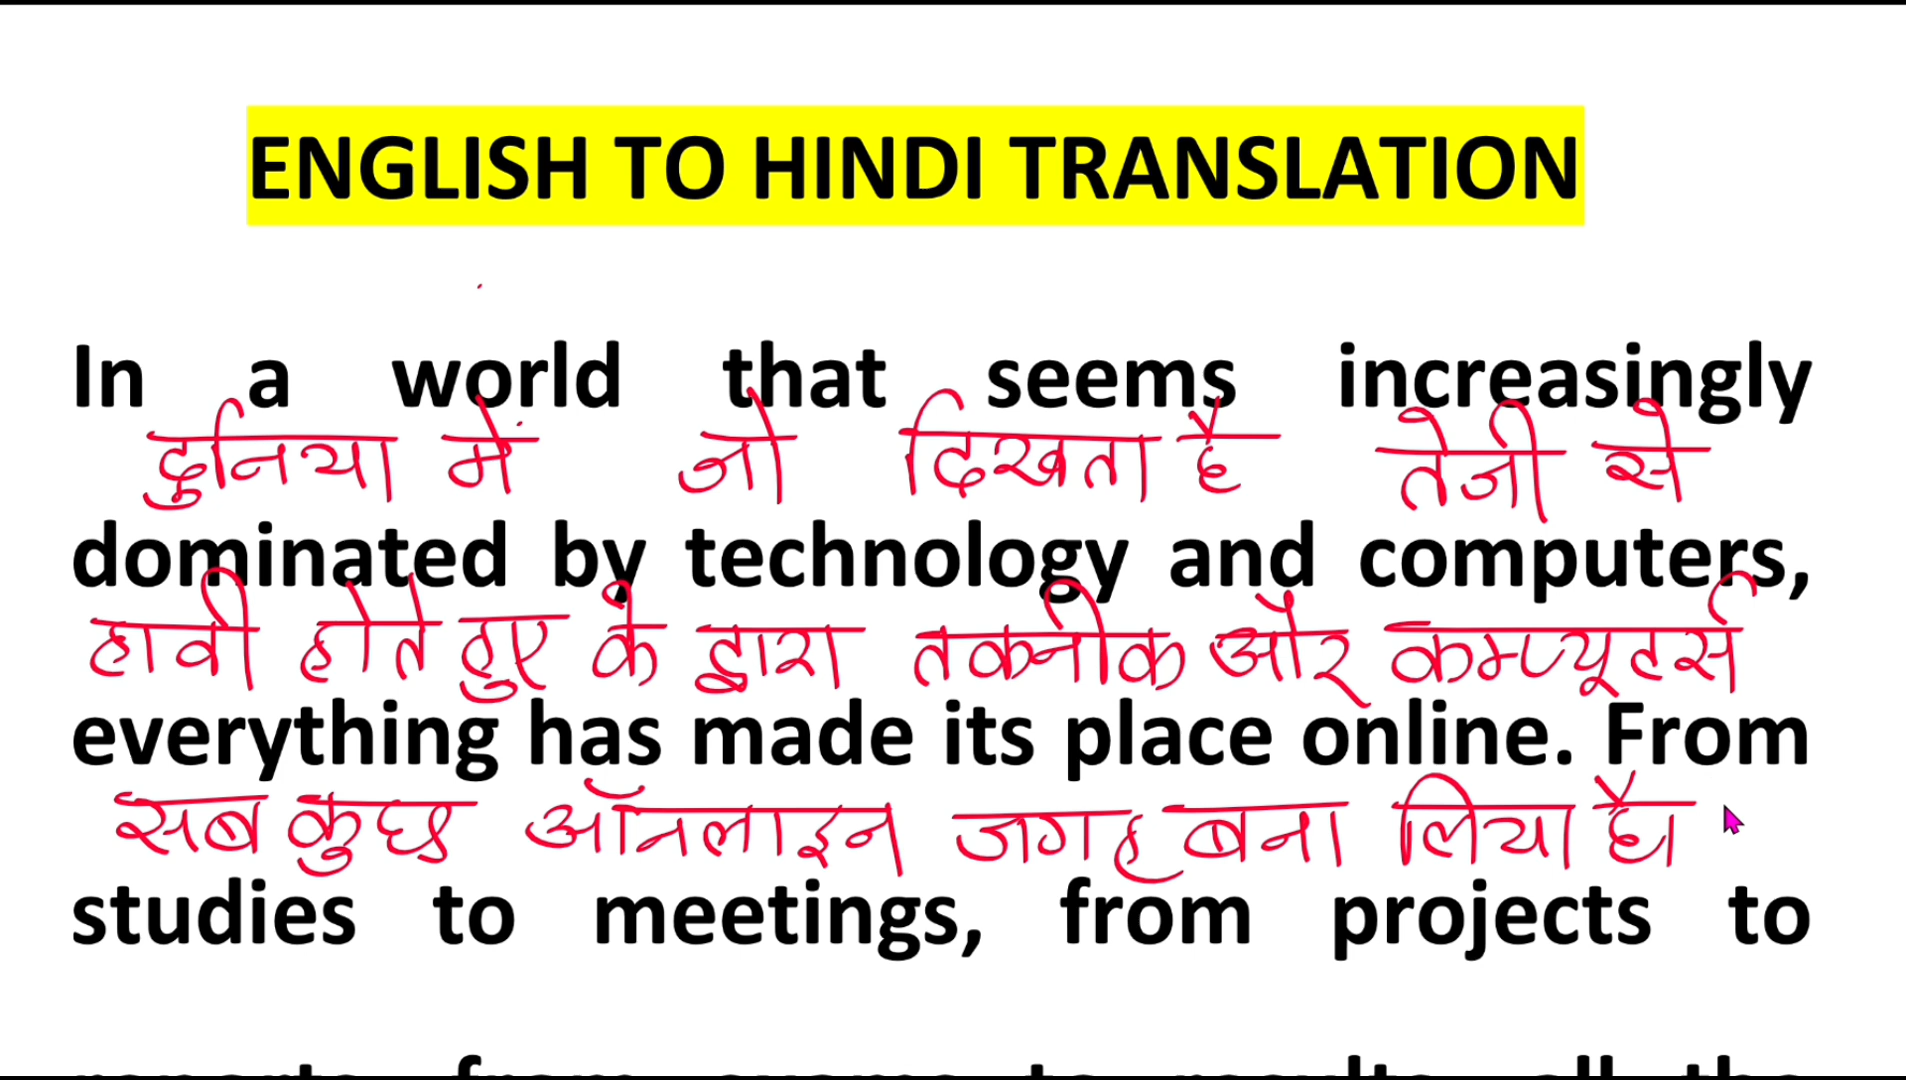 ENGLISH TO HINDI TRANSLATION
In a world that seems increasingly
दुनिया में जो दिखता है तेजी से
dominated by technology and computers,
हावी होते हुए के द्वारा तकनीक और कम्प्यूटर्स
everything has made its place online. From
सब कुछ ऑनलाइन जगह बना लिया है।
studies to meetings, from projects to